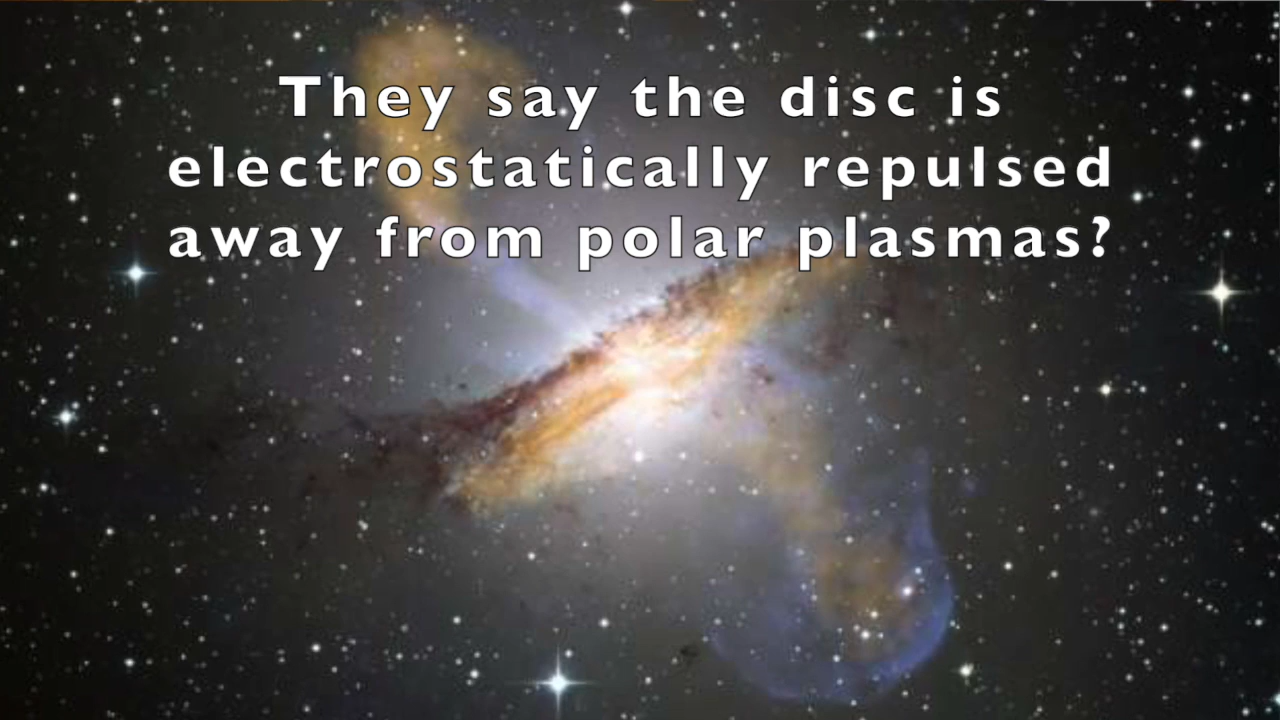 They say the disc is
electrostatically repulsed
away from polar plasmas?